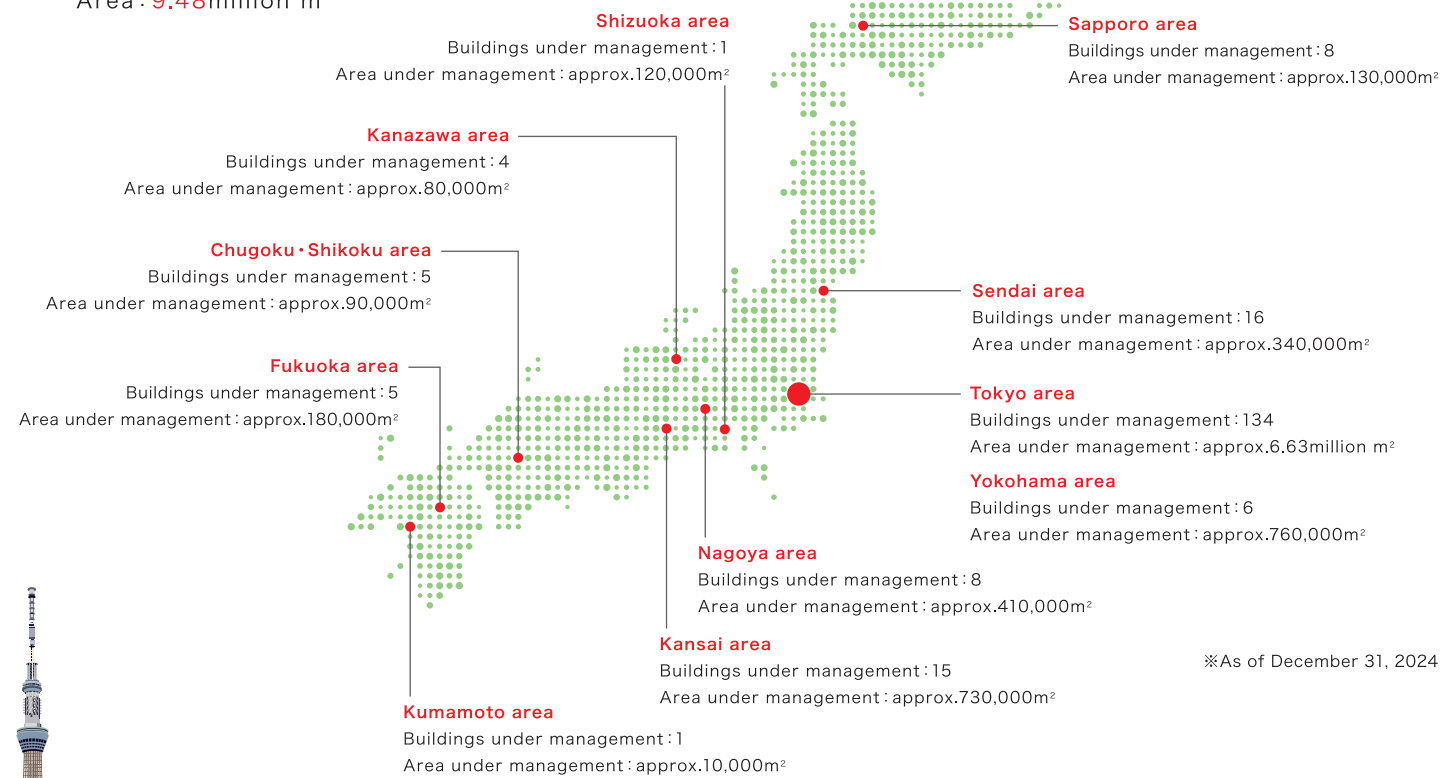 Area：9.48million m
Shizuoka area
Buildings under management：1
Area under management：approx.120,000m²
Sapporo area
Buildings under management：8
Area under management：approx.130,000m²
Kanazawa area
Buildings under management：4
Area under management：approx.80,000m²
Chugoku・Shikoku area
Buildings under management：5
Area under management：approx.90,000m²
Sendai area
Buildings under management：16
Area under management：approx.340,000m²
Fukuoka area
Buildings under management：5
Area under management：approx.180,000m²
Tokyo area
Buildings under management：134
Area under management：approx.6.63million m²
Yokohama area
Buildings under management：6
Area under management：approx.760,000m²
Nagoya area
Buildings under management：8
Area under management：approx.410,000m²
Kansai area
Buildings under management：15
Area under management：approx.730,000m²
※As of December 31, 2024
Kumamoto area
Buildings under management：1
Area under management：approx.10,000m²